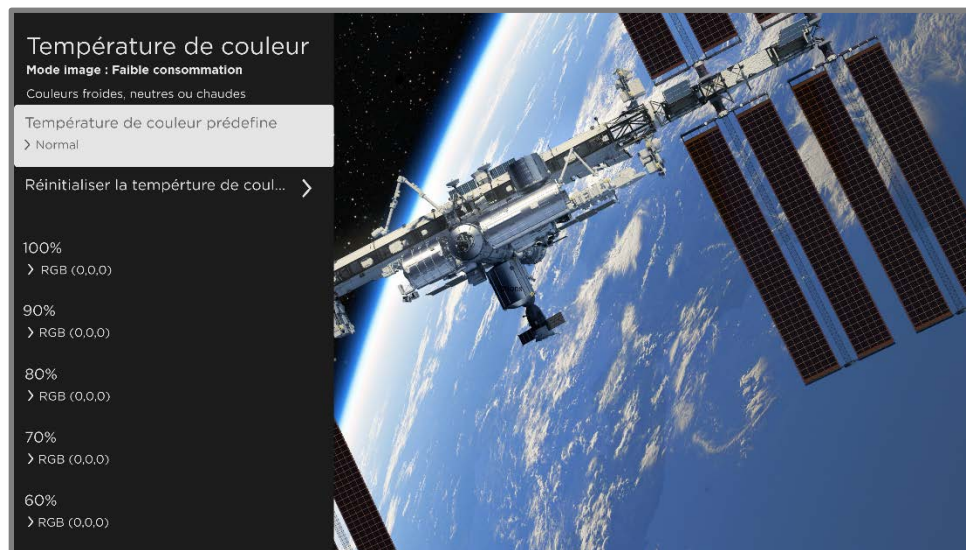 Température de couleur
Mode image : Faible consommation
Couleurs froides, neutres ou chaudes
Température de couleur prédefine
> Normal
Réinitialiser la tempérture de coul...
100%
> RGB (0,0,0)
90%
> RGB (0,0,0)
80%
> RGB (0,0,0)
70%
> RGB (0,0,0)
60%
> RGB (0,0,0)